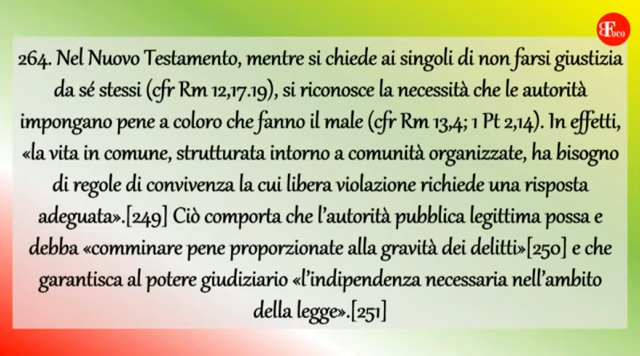 BF
oco
264. Nel Nuovo Testamento, mentre si chiede ai singoli di non farsi giustizia
da sé stessi (cfr Rm 12,17.19), si riconosce la necessità che le autorità
impongano pene a coloro che fanno il male (cfr Rm 13,4; 1 Pt 2,14). In effetti,
«la vita in comune, strutturata intorno a comunità organizzate, ha bisogno
di regole di convivenza la cui libera violazione richiede una risposta
adeguata».[249] Ciò comporta che l’autorità pubblica legittima possa e
debba «comminare pene proporzionate alla gravità dei delitti»[250] e che
garantisca al potere giudiziario «l’indipendenza necessaria nell’ambito
della legge».[251]